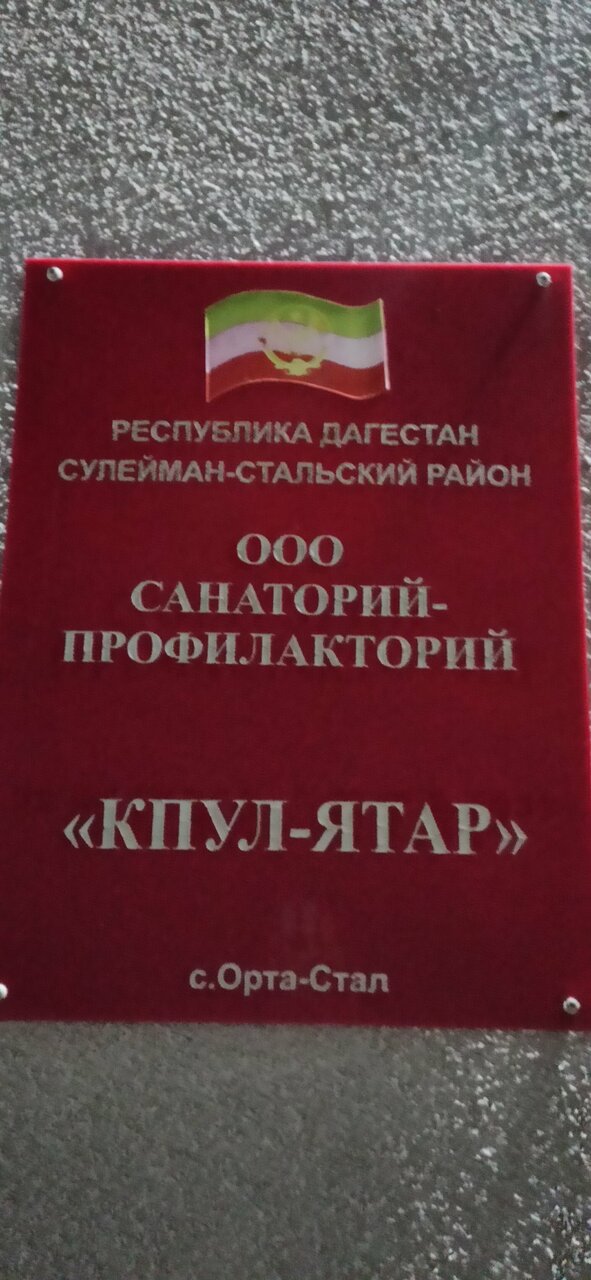 РЕСПУБЛИКА ДАГЕСТАН
СУЛЕЙМАН-СТАЛЬСКИЙ РАЙОН
ООО
САНАТОРИЙ-
ПРОФИЛАКТОРИЙ
«КПУЛ-ЯТАР»
с.Орта-Стал